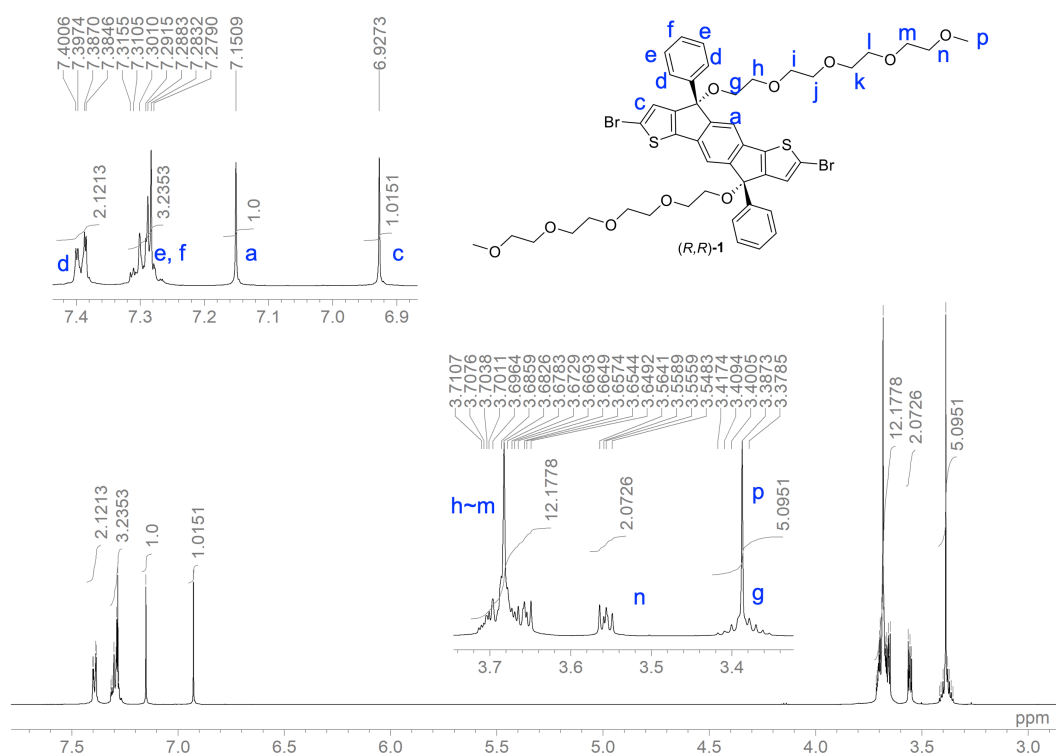 7.4006
7.3974
7.3870
7.3846
7.3155
7.3105
7.3010
7.2915
7.2883
7.2832
7.2790
7.1509
6.9273
2.1213
3.2353
1.0
1.0151
d
e, f
a
c
7.4
7.3
7.2
7.1
7.0
6.9
f
e
e
d
d
g
h
O
O
i
j
O
k
l
O
m
n
O
p
c
a
Br
S
S
Br
O
O
O
O
O
MeO
(R,R)-1
3.7107
3.7076
3.7038
3.7011
3.6964
3.6859
3.6826
3.6783
3.6729
3.6693
3.6649
3.6574
3.6544
3.6492
3.5641
3.5589
3.5559
3.5483
3.4174
3.4094
3.4005
3.3873
3.3785
h~m
12.1778
2.0726
n
p
5.0951
g
3.7
3.6
3.5
3.4
2.1213
3.2353
1.0
1.0151
12.1778
2.0726
5.0951
ppm
7.5
7.0
6.5
6.0
5.5
5.0
4.5
4.0
3.5
3.0